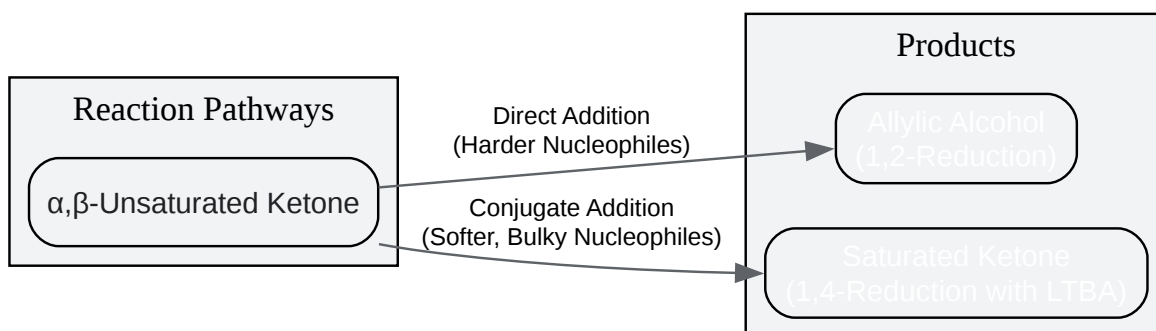 Reaction Pathways
α,β-Unsaturated Ketone
Direct Addition
(Harder Nucleophiles)
Conjugate Addition
(Softer, Bulky Nucleophiles)
Products
Allylic Alcohol
(1,2-Reduction)
Saturated Ketone
(1,4-Reduction with LTBA)